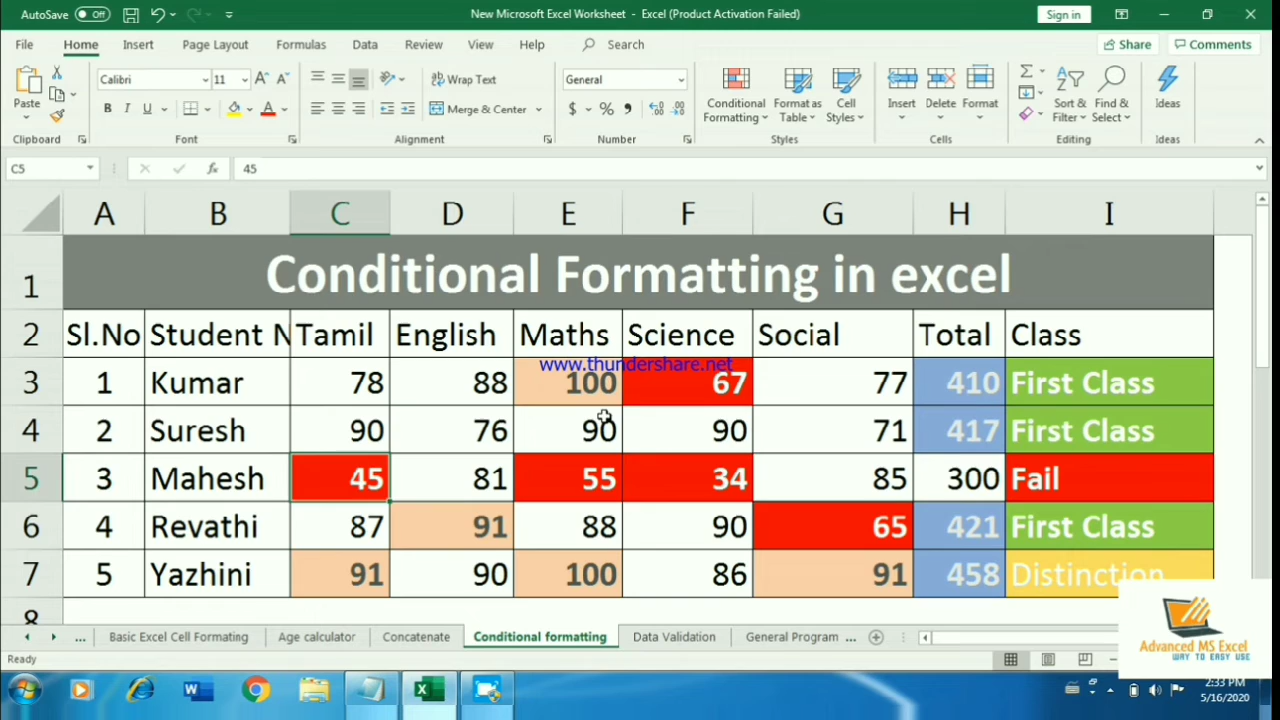 AutoSave Off New Microsoft Excel Worksheet - Excel (Product Activation Failed) Sign in
File Home Insert Page Layout Formulas Data Review View Help Search Share Comments
Calibri 11 Wrap Text General
Paste B I U Merge & Center $ % Conditional Formatting Format as Table Cell Styles Insert Delete Format Sort & Filter Find & Select Ideas
Clipboard Font Alignment Number Styles Cells Editing Ideas
C5 fx 45
A B C D E F G H I
1 Conditional Formatting in excel
2 Sl.No Student N Tamil English Maths Science Social Total Class
www.thundershare.net
3 1 Kumar 78 88 100 67 77 410 First Class
4 2 Suresh 90 76 90 90 71 417 First Class
5 3 Mahesh 45 81 55 34 85 300 Fail
6 4 Revathi 87 91 88 90 65 421 First Class
7 5 Yazhini 91 90 100 86 91 458 Distinction
8
... Basic Excel Cell Formating Age calculator Concatenate Conditional formatting Data Validation General Program ...
Advanced MS Excel
WAY TO EASY USE
Ready
2:33 PM
5/16/2020